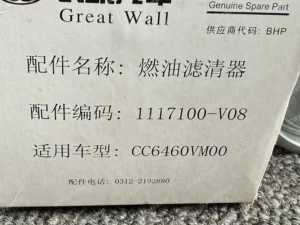 Great Wall
Genuine Spare Part
供应商代码: BHP
配件名称: 燃油滤清器
配件编码: 1117100-V08
适用车型: CC6460VM00
配件电话: 0312-2192880